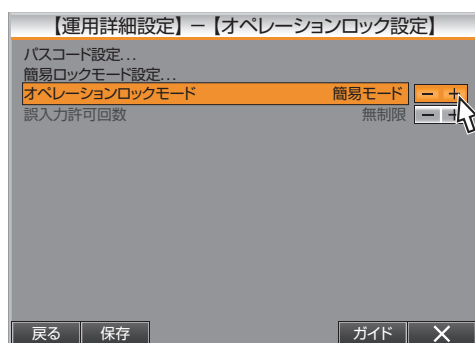 【運用詳細設定】－【オペレーションロック設定】
パスコード設定...
簡易ロックモード設定...
オペレーションロックモード 簡易モード － ＋
誤入力許可回数 無制限 － ＋
戻る 保存 ガイド ✕